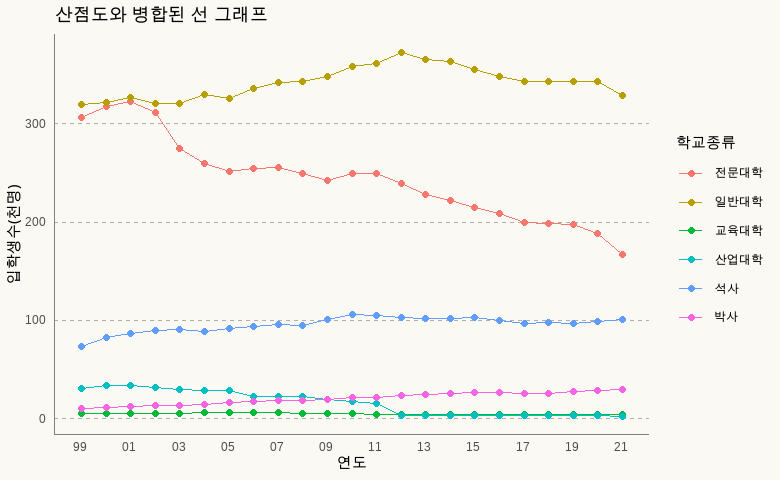 산점도와 병합된 선 그래프
입학생수(천명)
300
200
100
0
99 01 03 05 07 09 11 13 15 17 19 21
연도
학교종류
전문대학
일반대학
교육대학
산업대학
석사
박사